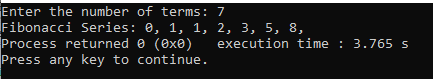 Enter the number of terms: 7
Fibonacci Series: 0, 1, 1, 2, 3, 5, 8,
Process returned 0 (0x0)   execution time : 3.765 s
Press any key to continue.